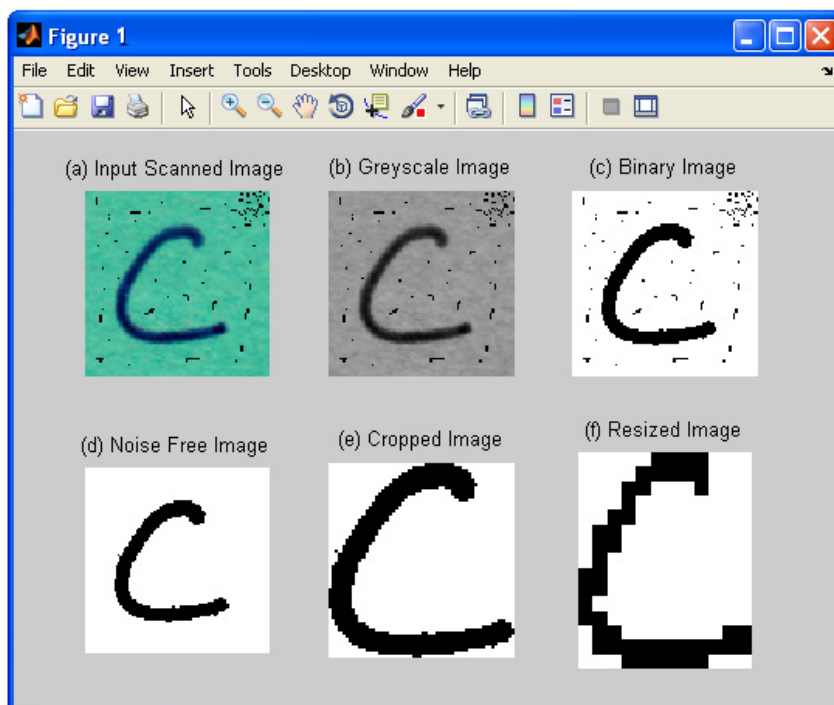 Figure 1
File Edit View Insert Tools Desktop Window Help
(a) Input Scanned Image (b) Greyscale Image (c) Binary Image
C C C
(d) Noise Free Image (e) Cropped Image (f) Resized Image
C C C